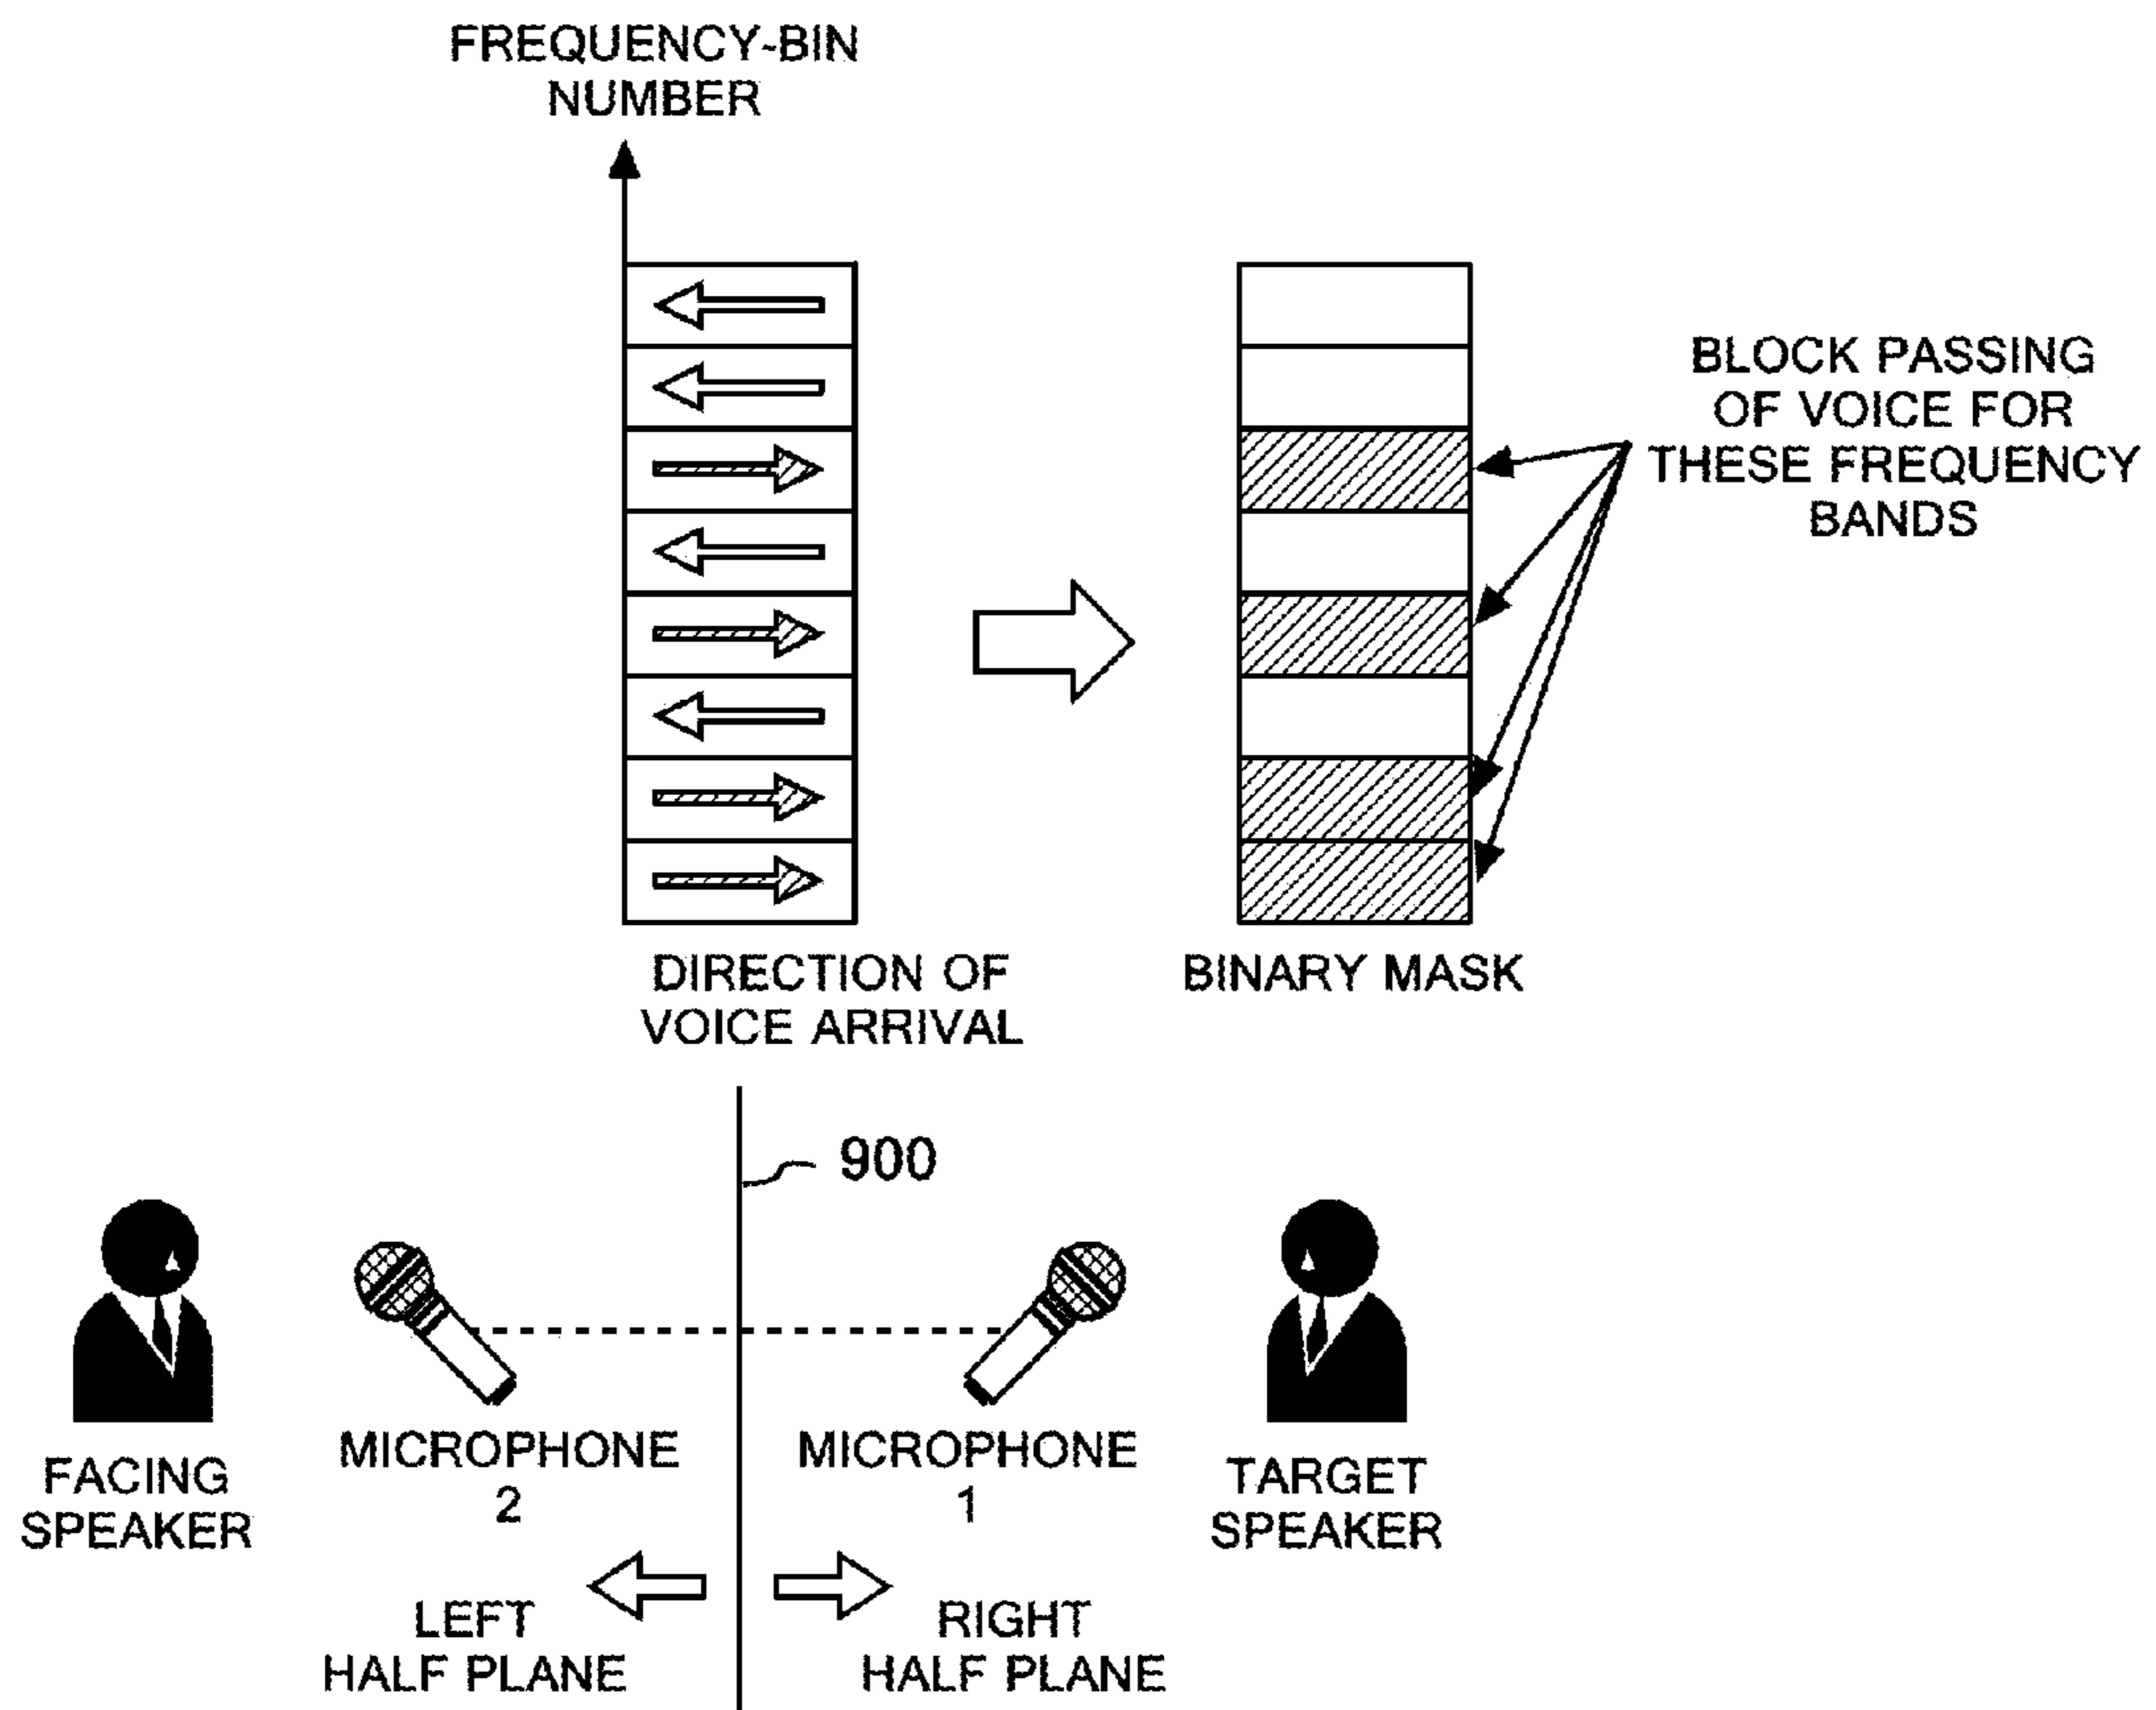 FREQUENCY-BIN
NUMBER
BLOCK PASSING
OF VOICE FOR
THESE FREQUENCY
BANDS
DIRECTION OF
VOICE ARRIVAL
BINARY MASK
900
FACING
SPEAKER
MICROPHONE
2
MICROPHONE
1
TARGET
SPEAKER
LEFT
HALF PLANE
RIGHT
HALF PLANE